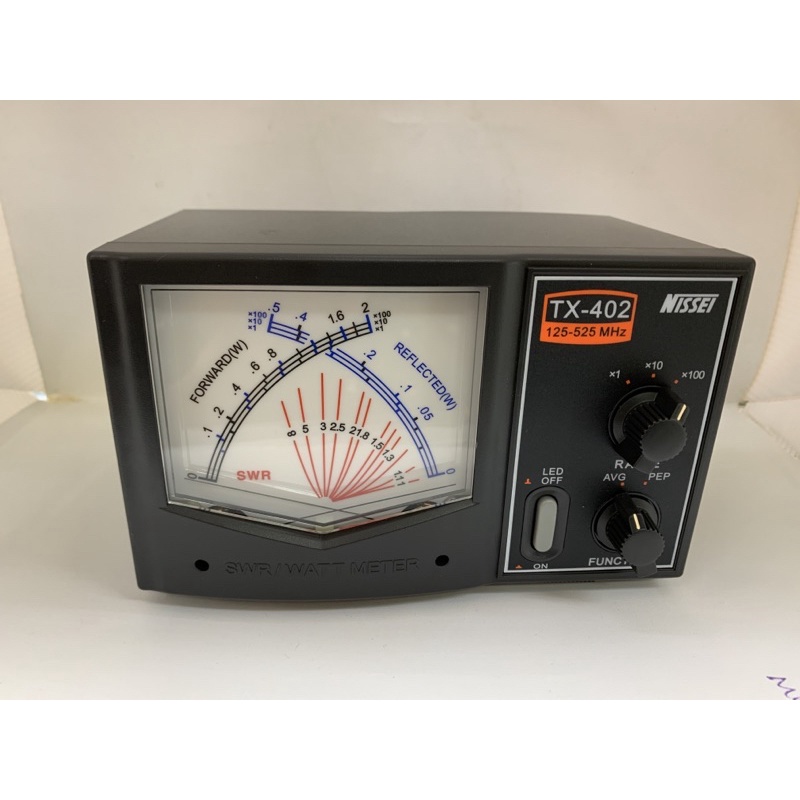 TX-402
125-525 MHz
NISSEI
×1 ×10 ×100
AVG PEP
LED
OFF
ON
×100
×10
×1
.5 .4
1.6 2
×100
×10
×1
FORWARD(W)
0 .1 .2 .4 .6 .8
REFLECTED(W)
.2 .1 .05 0
8 5 3 2.5 2 1.8 1.5 1.3 1.1 1
SWR
SWR/WATT METER